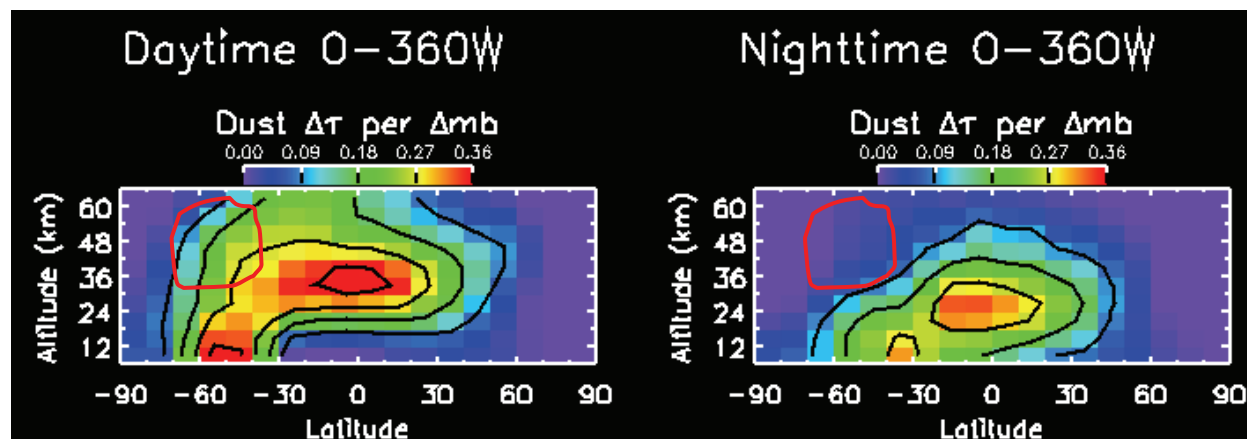 Daytime 0-360W
Dust Δτ per Δmb
0.00 0.09 0.18 0.27 0.36
Altitude (km)
60
48
36
24
12
-90 -60 -30 0 30 60 90
Latitude
Nighttime 0-360W
Dust Δτ per Δmb
0.00 0.09 0.18 0.27 0.36
Altitude (km)
60
48
36
24
12
-90 -60 -30 0 30 60 90
Latitude